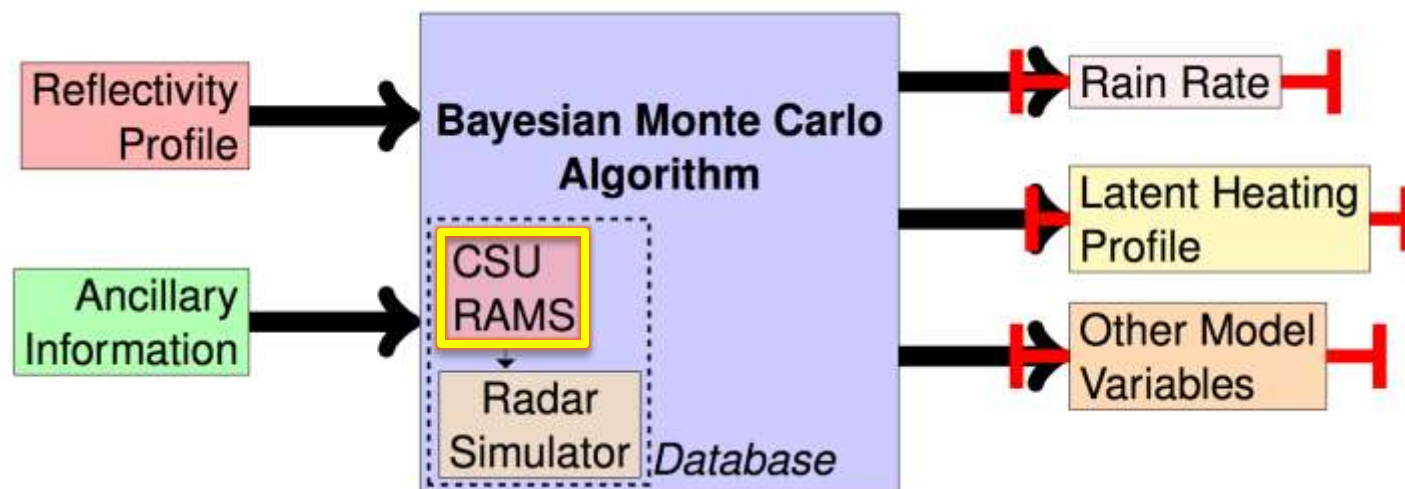 Reflectivity
Profile
Ancillary
Information
Bayesian Monte Carlo
Algorithm
CSU
RAMS
Radar
Simulator
Database
Rain Rate
Latent Heating
Profile
Other Model
Variables